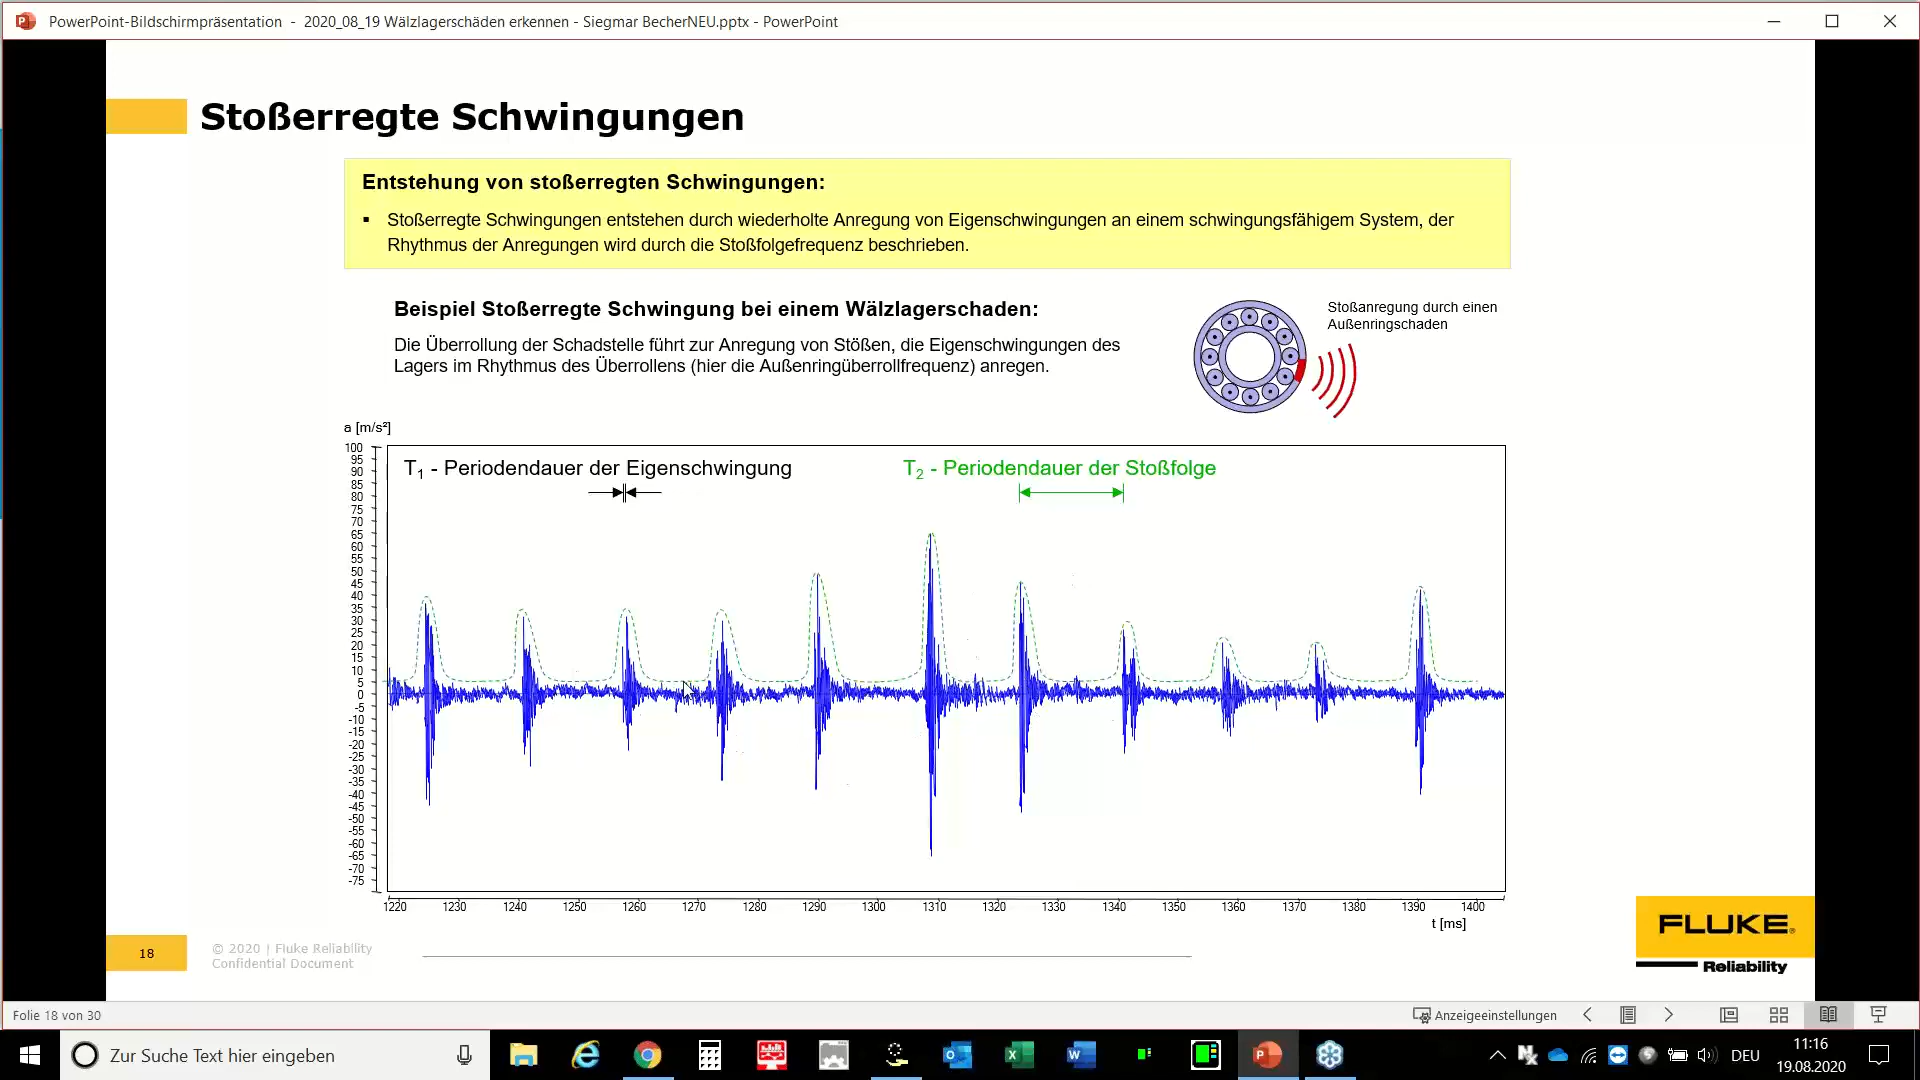 PowerPoint-Bildschirmpräsentation - 2020_08_19 Wälzlagerschäden erkennen - Siegmar BecherNEU.pptx - PowerPoint
Stoßerregte Schwingungen
Entstehung von stoßerregten Schwingungen:
▪ Stoßerregte Schwingungen entstehen durch wiederholte Anregung von Eigenschwingungen an einem schwingungsfähigem System, der
Rhythmus der Anregungen wird durch die Stoßfolgefrequenz beschrieben.
Beispiel Stoßerregte Schwingung bei einem Wälzlagerschaden:
Die Überrollung der Schadstelle führt zur Anregung von Stößen, die Eigenschwingungen des
Lagers im Rhythmus des Überrollens (hier die Außenringüberrollfrequenz) anregen.
Stoßanregung durch einen
Außenringschaden
a [m/s²]
T1 - Periodendauer der Eigenschwingung
T2 - Periodendauer der Stoßfolge
100
95
90
85
80
75
70
65
60
55
50
45
40
35
30
25
20
15
10
5
0
-5
-10
-15
-20
-25
-30
-35
-40
-45
-50
-55
-60
-65
-70
-75
1220 1230 1240 1250 1260 1270 1280 1290 1300 1310 1320 1330 1340 1350 1360 1370 1380 1390 1400
t [ms]
FLUKE®
Reliability
18
© 2020 | Fluke Reliability
Confidential Document
Folie 18 von 30
Anzeigeeinstellungen
Zur Suche Text hier eingeben
DEU
11:16
19.08.2020